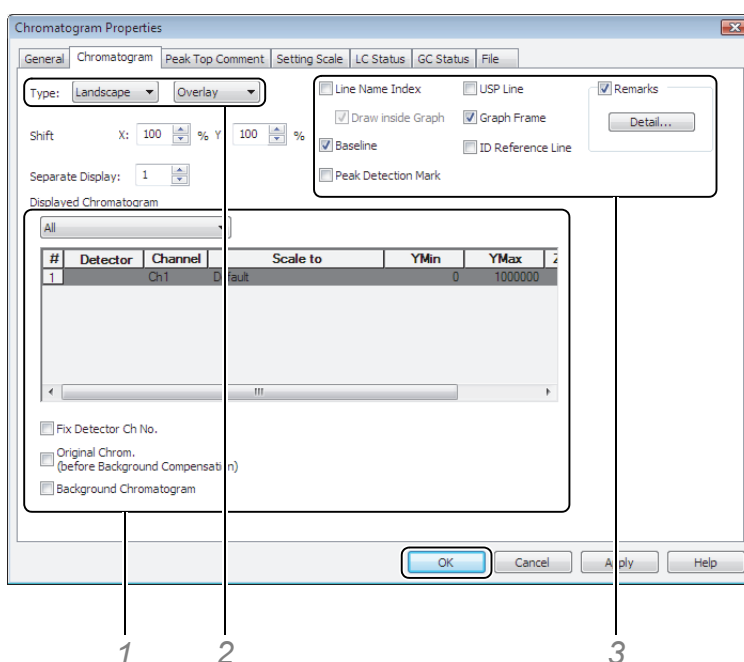 Chromatogram Properties
General Chromatogram Peak Top Comment Setting Scale LC Status GC Status File
Type: Landscape Overlay
Line Name Index USP Line Remarks
Draw inside Graph Graph Frame Detail...
Shift X: 100 % Y 100 %
Baseline ID Reference Line
Separate Display: 1 Peak Detection Mark
Displayed Chromatogram
All
# Detector Channel Scale to YMin YMax
1 Ch1 Default 0 1000000
Fix Detector Ch No.
Original Chrom.
(before Background Compensation)
Background Chromatogram
OK Cancel Apply Help
1 2 3